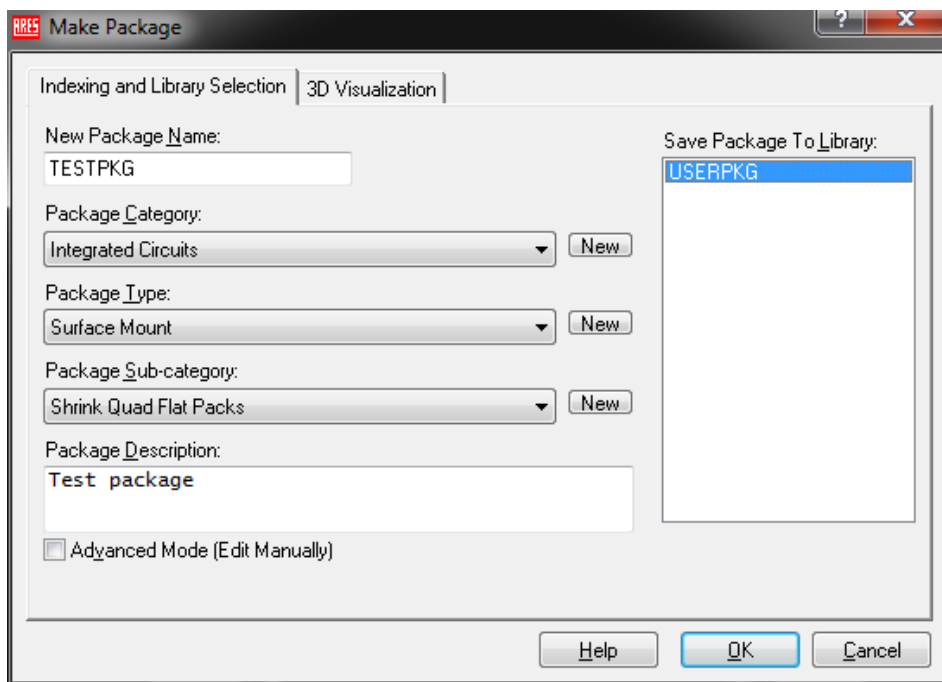 ARES Make Package ? X
Indexing and Library Selection 3D Visualization
New Package Name:
TESTPKG
Package Category:
Integrated Circuits New
Package Type:
Surface Mount New
Package Sub-category:
Shrink Quad Flat Packs New
Package Description:
Test package
Advanced Mode (Edit Manually)
Save Package To Library:
USERPKG
Help OK Cancel